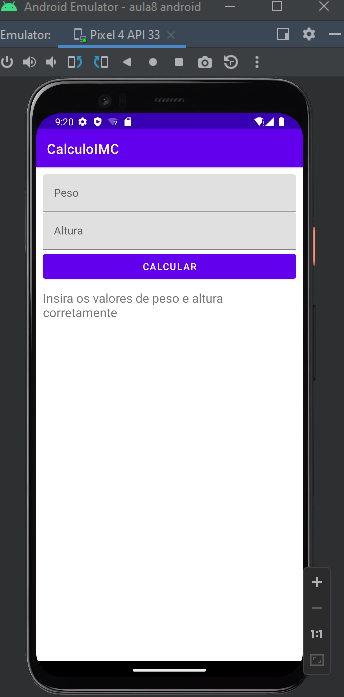 Android Emulator - aula8 android
Emulator: Pixel 4 API 33
9:20
CalculoIMC
Peso
Altura
CALCULAR
Insira os valores de peso e altura
corretamente
1:1